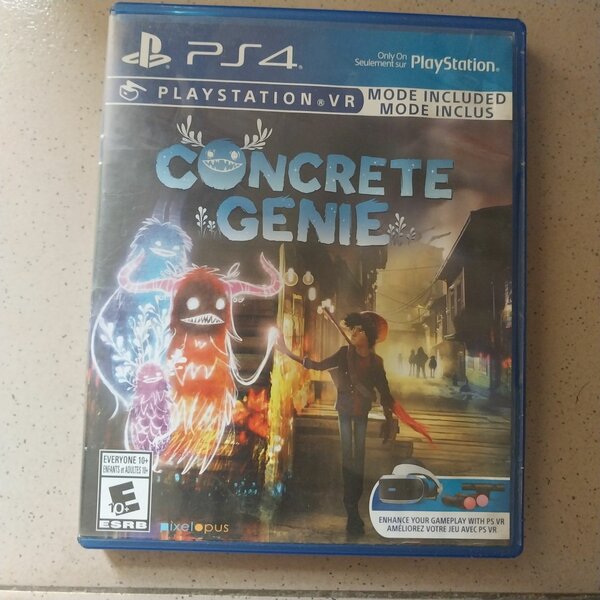 PS4
Only On
Seulement sur PlayStation®
PLAYSTATION®VR
MODE INCLUDED
MODE INCLUS
CONCRETE
GENIE
EVERYONE 10+
ENFANTS et ADULTES 10+
E
10+
ESRB
pixelopus
ENHANCE YOUR GAMEPLAY WITH PS VR
AMÉLIOREZ VOTRE JEU AVEC PS VR